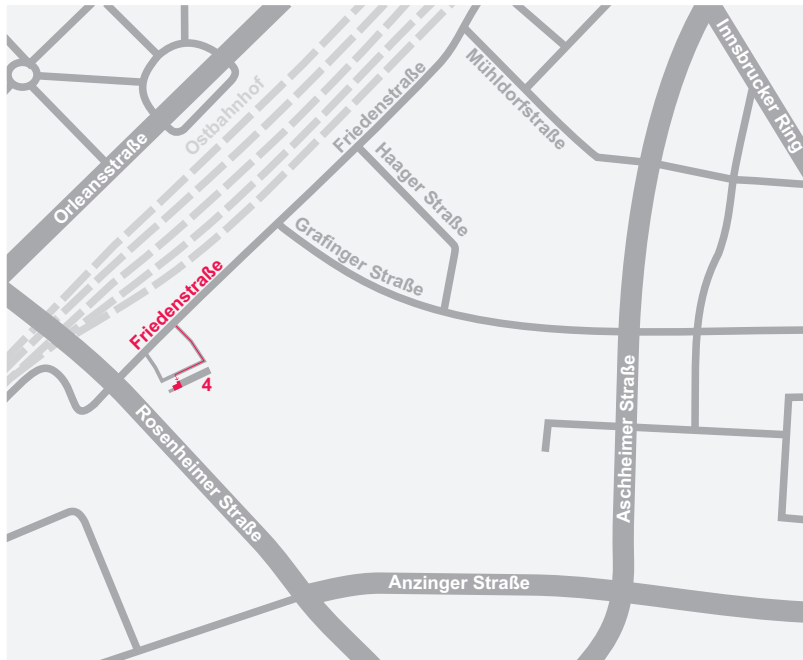 Innsbrucker Ring
Mühldorfstraße
Friedenstraße
Ostbahnhof
Orleansstraße
Haager Straße
Grafinger Straße
Friedenstraße
4
Rosenheimer Straße
Aschheimer Straße
Anzinger Straße